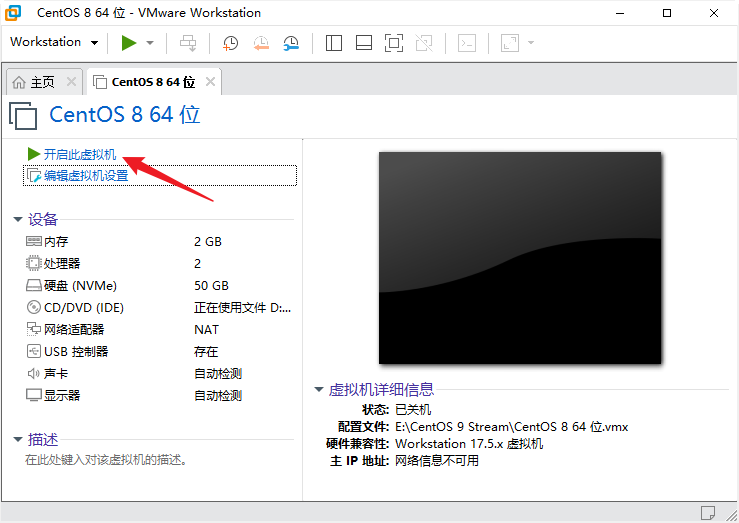 CentOS 8 64 位 - VMware Workstation
Workstation
主页
CentOS 8 64 位
CentOS 8 64 位
开启此虚拟机
编辑虚拟机设置
设备
内存 2 GB
处理器 2
硬盘 (NVMe) 50 GB
CD/DVD (IDE) 正在使用文件 D:...
网络适配器 NAT
USB 控制器 存在
声卡 自动检测
显示器 自动检测
描述
在此处键入对该虚拟机的描述。
虚拟机详细信息
状态: 已关机
配置文件: E:\CentOS 9 Stream\CentOS 8 64 位.vmx
硬件兼容性: Workstation 17.5.x 虚拟机
主 IP 地址: 网络信息不可用